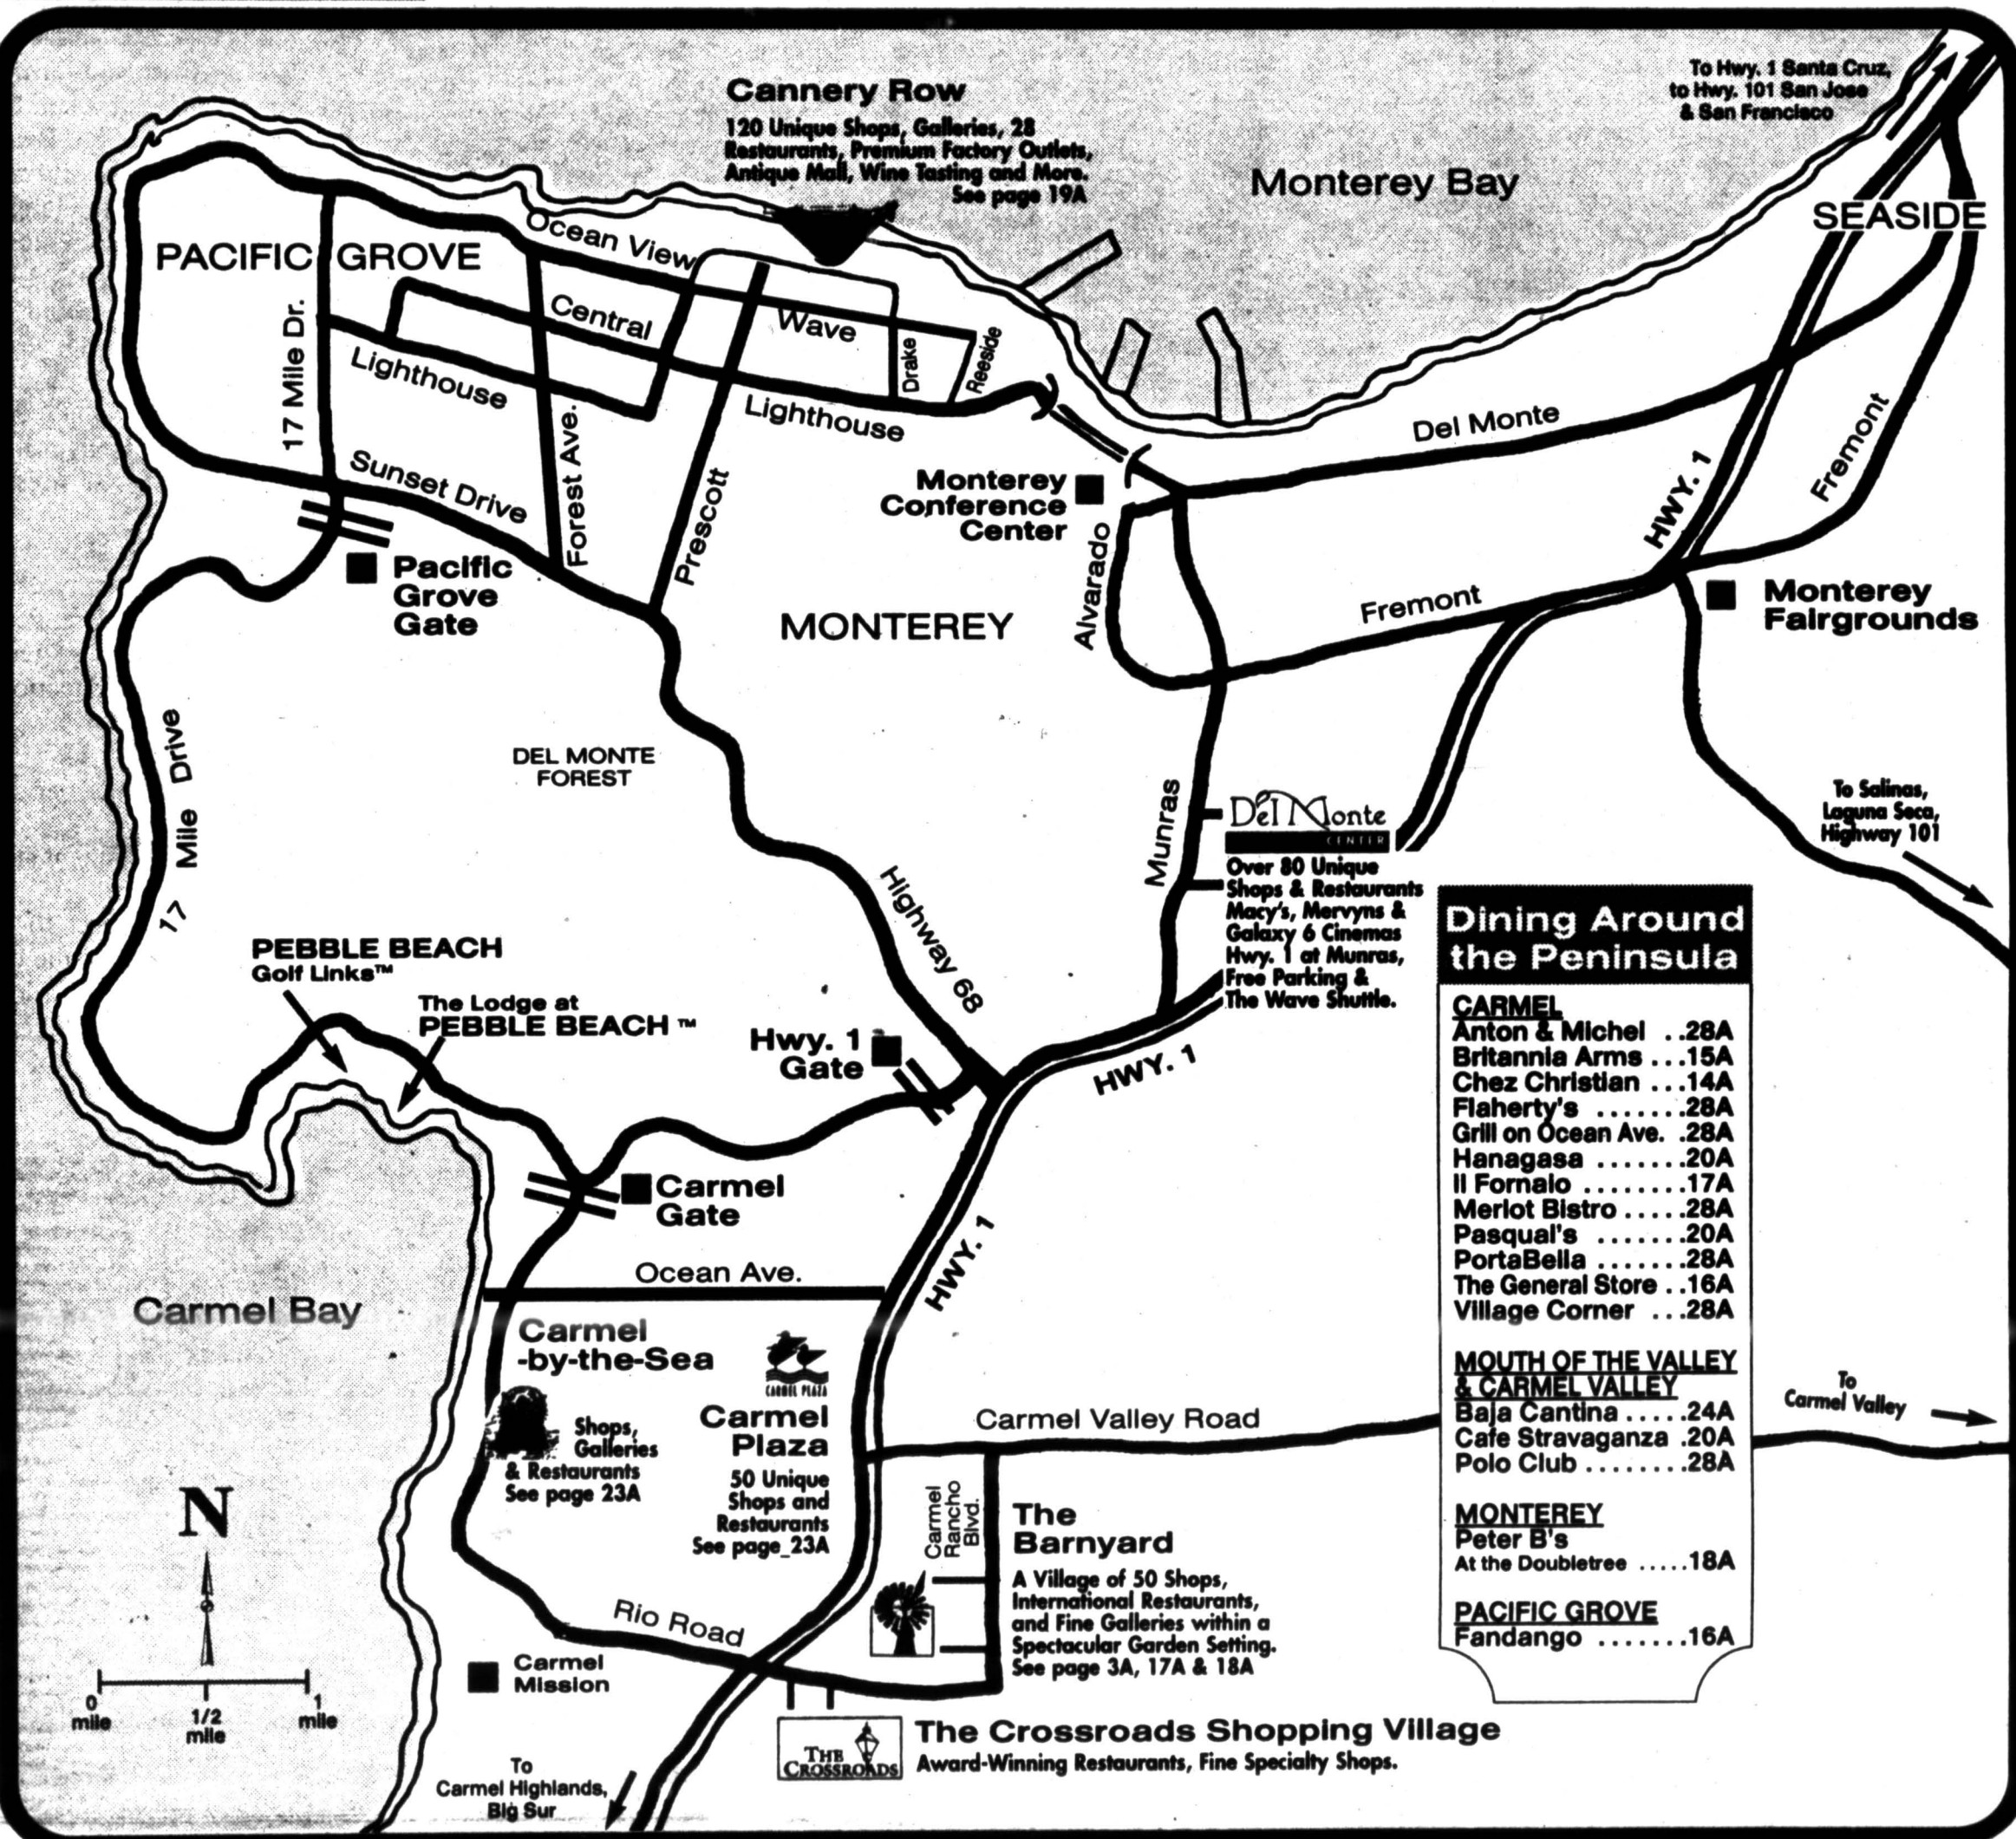 To Hwy. 1 Santa Cruz,
to Hwy. 101 San Jose
& San Francisco
Cannery Row
120 Unique Shops, Galleries, 28
Restaurants, Premium Factory Outlets,
Antique Mall, Wine Tasting and More.
See page 19A
Monterey Bay
SEASIDE
PACIFIC GROVE
Ocean View
Central
Wave
Drake
Reeside
17 Mile Dr.
Lighthouse
Lighthouse
Forest Ave.
Prescott
Sunset Drive
Del Monte
Fremont
HWY. 1
Monterey
Conference
Center
Alvarado
Pacific
Grove
Gate
MONTEREY
Fremont
Monterey
Fairgrounds
17 Mile Drive
DEL MONTE
FOREST
Munras
Del Monte
CENTER
Over 80 Unique
Shops & Restaurants
Macy's, Mervyns &
Galaxy 6 Cinemas
Hwy. 1 at Munras,
Free Parking &
The Wave Shuttle.
To Salinas,
Laguna Seca,
Highway 101
Highway 68
PEBBLE BEACH
Golf Links™
The Lodge at
PEBBLE BEACH™
Hwy. 1
Gate
HWY. 1
Carmel
Gate
HWY. 1
Ocean Ave.
Carmel Bay
Carmel
-by-the-Sea
Shops,
Galleries
& Restaurants
See page 23A
CARMEL PLAZA
Carmel
Plaza
50 Unique
Shops and
Restaurants
See page 23A
Carmel Valley Road
To
Carmel Valley
Carmel
Rancho
Blvd.
The
Barnyard
A Village of 50 Shops,
International Restaurants,
and Fine Galleries within a
Spectacular Garden Setting.
See page 3A, 17A & 18A
Rio Road
Carmel
Mission
THE
CROSSROADS
The Crossroads Shopping Village
Award-Winning Restaurants, Fine Specialty Shops.
To
Carmel Highlands,
Big Sur
N
0
mile
1/2
mile
1
mile
Dining Around
the Peninsula
CARMEL
Anton & Michel ..28A
Britannia Arms ...15A
Chez Christian ...14A
Flaherty's .......28A
Grill on Ocean Ave. .28A
Hanagasa .......20A
Il Fornaio ........17A
Merlot Bistro .....28A
Pasqual's .......20A
PortaBella .......28A
The General Store ..16A
Village Corner ...28A
MOUTH OF THE VALLEY
& CARMEL VALLEY
Baja Cantina .....24A
Cafe Stravaganza .20A
Polo Club ........28A
MONTEREY
Peter B's
At the Doubletree .....18A
PACIFIC GROVE
Fandango .......16A